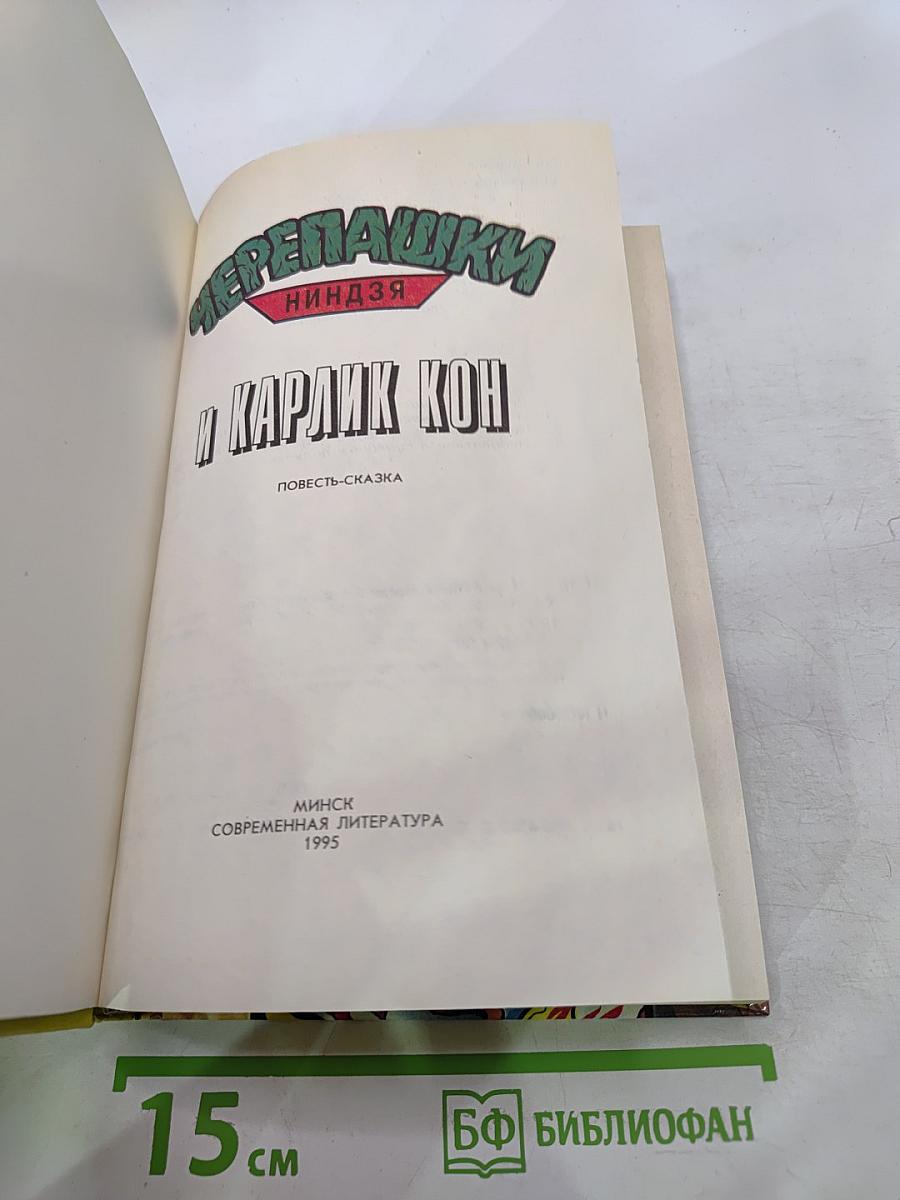 ЧЕРЕПАШКИ
НИНДЗЯ
И КАРЛИК КОН
ПОВЕСТЬ-СКАЗКА
МИНСК
СОВРЕМЕННАЯ ЛИТЕРАТУРА
1995
15 см
БФ БИБЛИОФАН